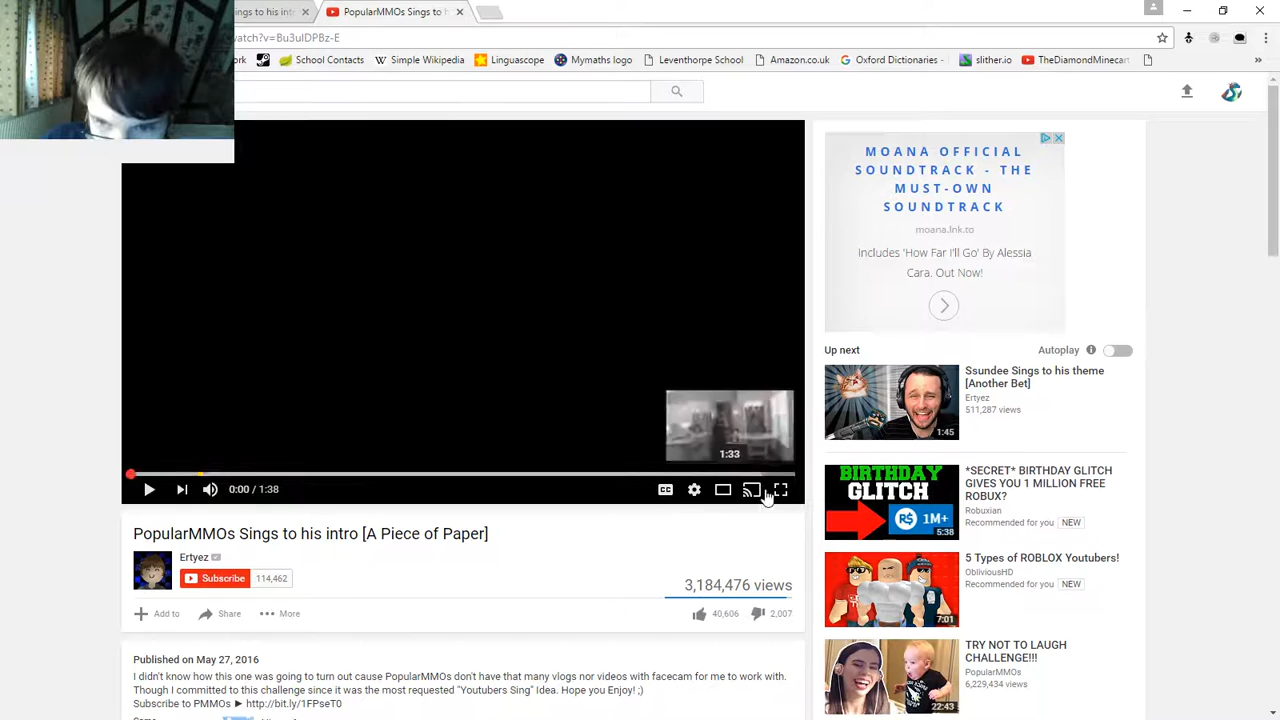 ngs to his int
PopularMMOs Sings to h
atch?v=Bu3uIDPBz-E
ork
School Contacts
Simple Wikipedia
Linguascope
Mymaths logo
Leventhorpe School
Amazon.co.uk
Oxford Dictionaries -
slither.io
TheDiamondMinecart
MOANA OFFICIAL
SOUNDTRACK - THE
MUST-OWN
SOUNDTRACK
moana.lnk.to
Includes 'How Far I'll Go' By Alessia
Cara. Out Now!
Up next
Autoplay
Ssundee Sings to his theme
[Another Bet]
Ertyez
511,287 views
1:45
1:33
0:00 / 1:38
CC
BIRTHDAY
GLITCH
R$ 1M+
5:38
*SECRET* BIRTHDAY GLITCH
GIVES YOU 1 MILLION FREE
ROBUX?
Robuxian
Recommended for you NEW
PopularMMOs Sings to his intro [A Piece of Paper]
Ertyez
Subscribe 114,462
3,184,476 views
Add to
Share
More
40,606
2,007
7:01
5 Types of ROBLOX Youtubers!
ObliviousHD
Recommended for you NEW
22:43
TRY NOT TO LAUGH
CHALLENGE!!!
PopularMMOs
6,229,434 views
Published on May 27, 2016
I didn't know how this one was going to turn out cause PopularMMOs don't have that many vlogs nor videos with facecam for me to work with.
Though I committed to this challenge since it was the most requested "Youtubers Sing" Idea. Hope you Enjoy! ;)
Subscribe to PMMOs ► http://bit.ly/1FPseT0